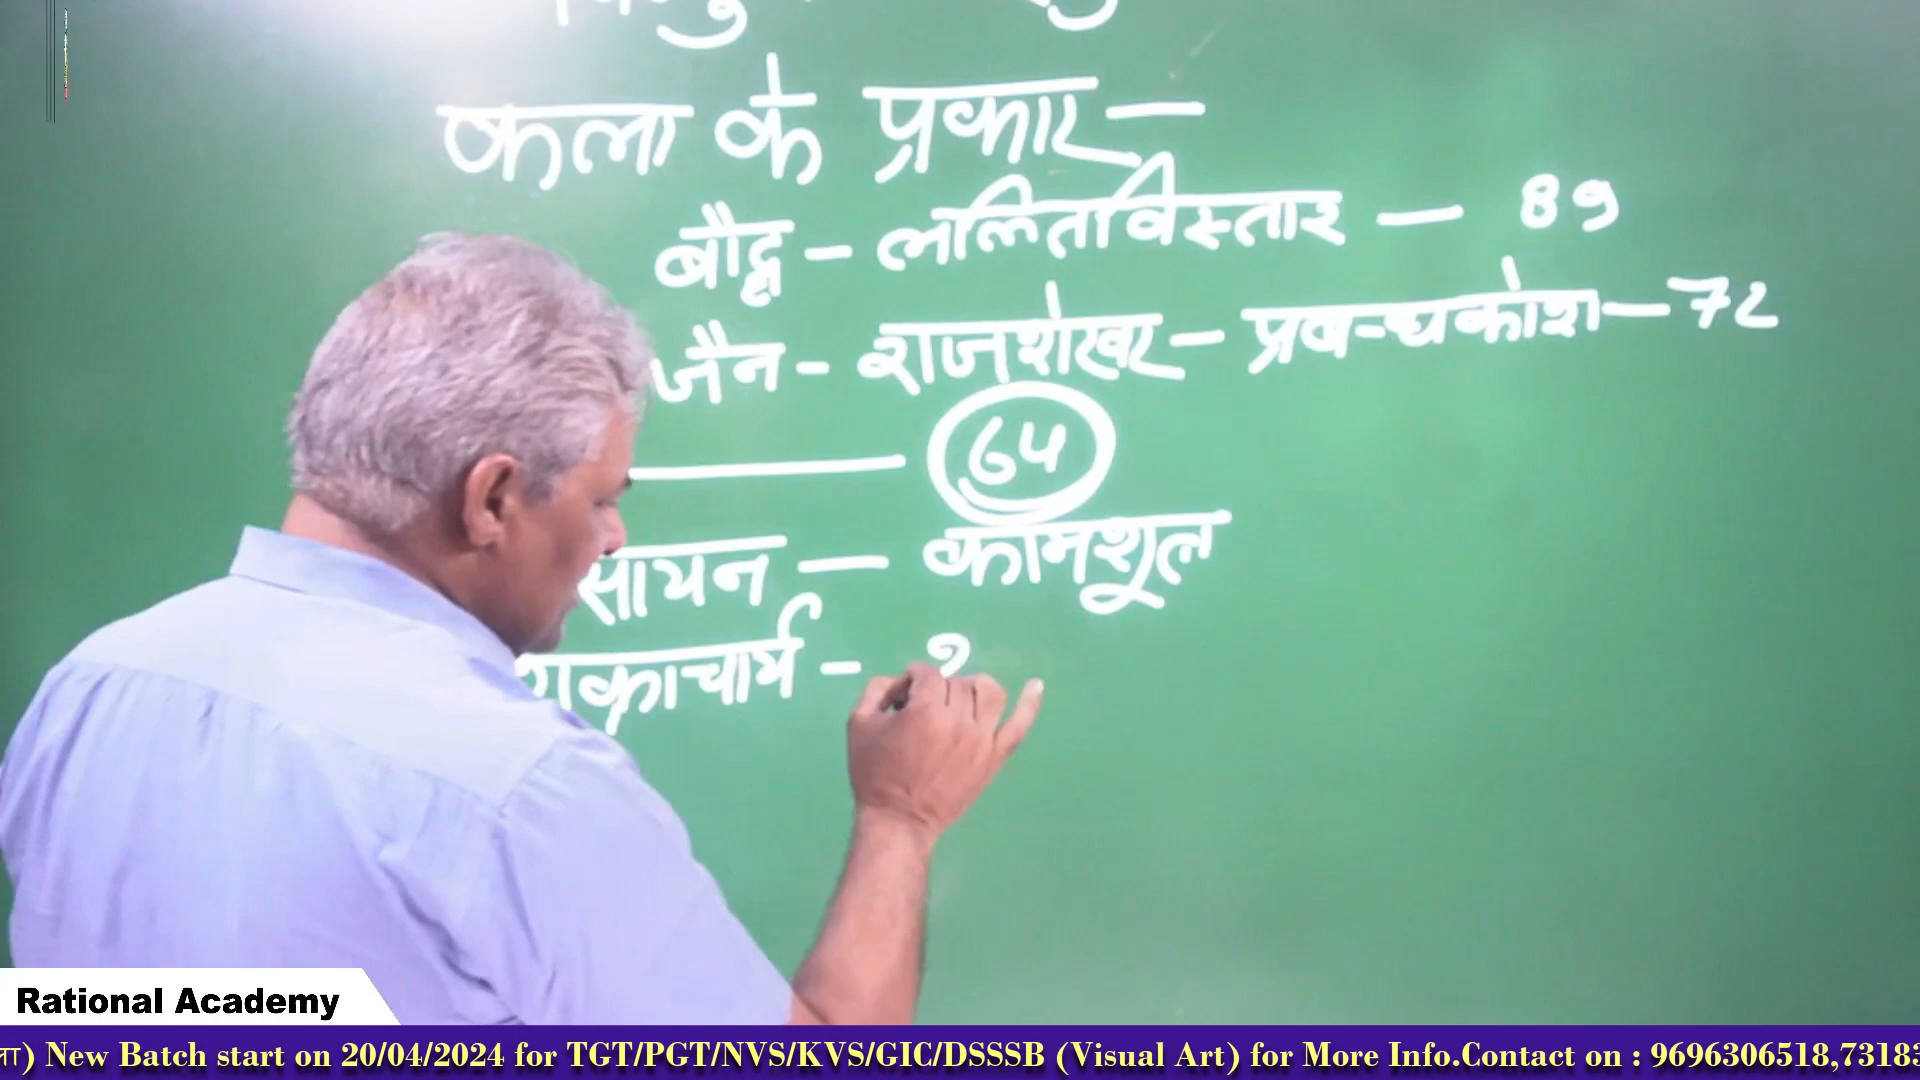 कला के प्रकार —
बौद्ध - ललितविस्तार — 89
जैन - राजशेखर - प्रबन्धकोश - 72
— 64
सायन — कामशूत्र
क्राचार्य -
Rational Academy
) New Batch start on 20/04/2024 for TGT/PGT/NVS/KVS/GIC/DSSSB (Visual Art) for More Info.Contact on : 9696306518,7318